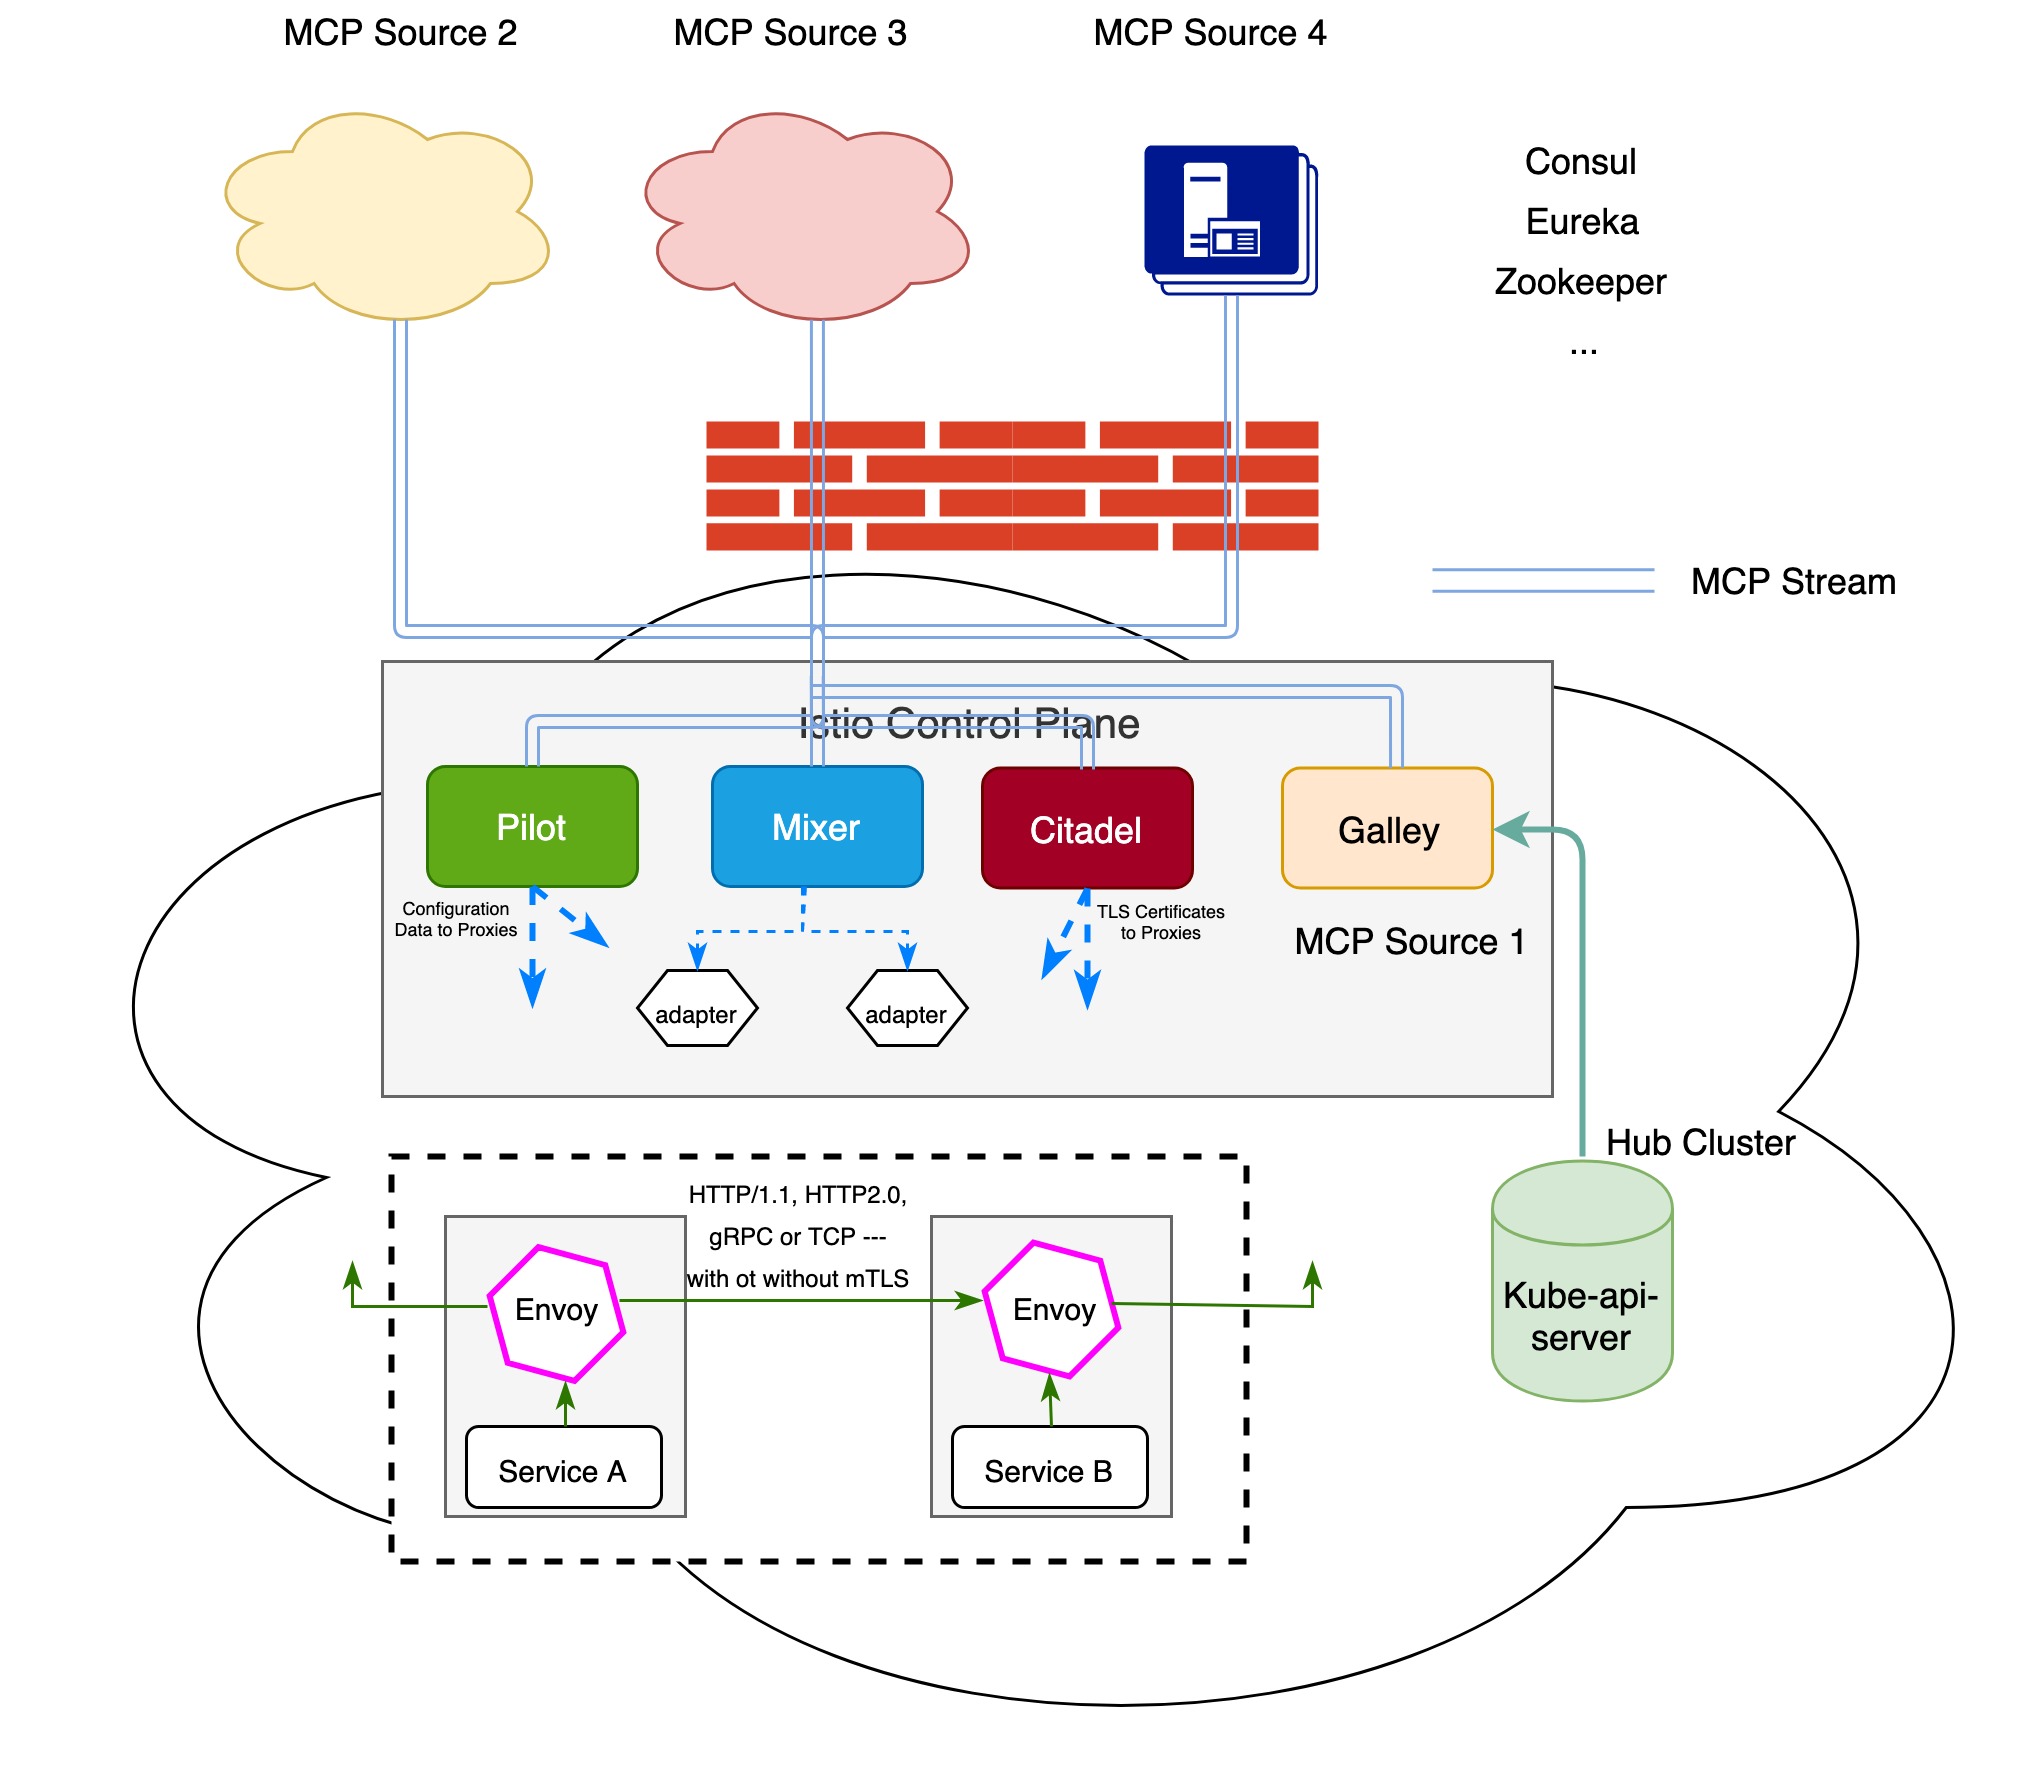 MCP Source 2
MCP Source 3
MCP Source 4
Consul
Eureka
Zookeeper
...
MCP Stream
Istio Control Plane
Pilot
Mixer
Citadel
Galley
Configuration
Data to Proxies
TLS Certificates
to Proxies
MCP Source 1
adapter
adapter
Hub Cluster
HTTP/1.1, HTTP2.0,
gRPC or TCP ---
with ot without mTLS
Envoy
Envoy
Kube-api-
server
Service A
Service B